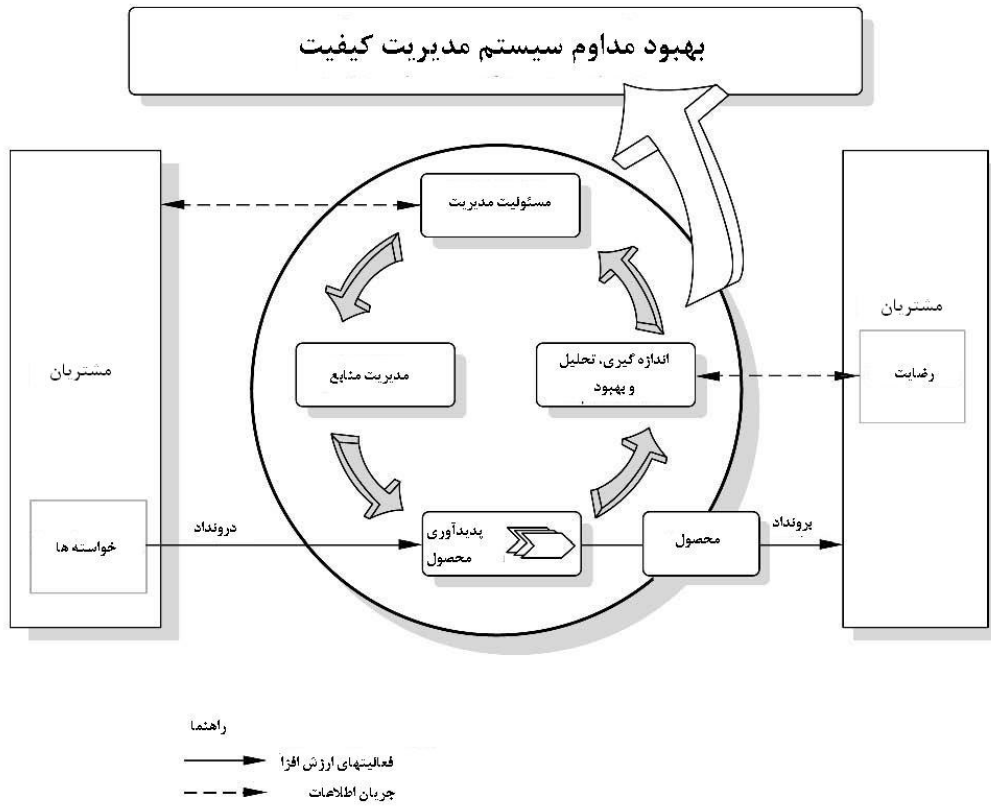 بهبود مداوم سیستم مدیریت کیفیت
مسئولیت مدیریت
مشتریان
مشتریان
رضایت
اندازه گیری، تحلیل
و بهبود
مدیریت منابع
خواسته ها
درونداد
پدیدآوری
محصول
محصول
برونداد
راهنما
فعالیتهای ارزش افزا
جریان اطلاعات